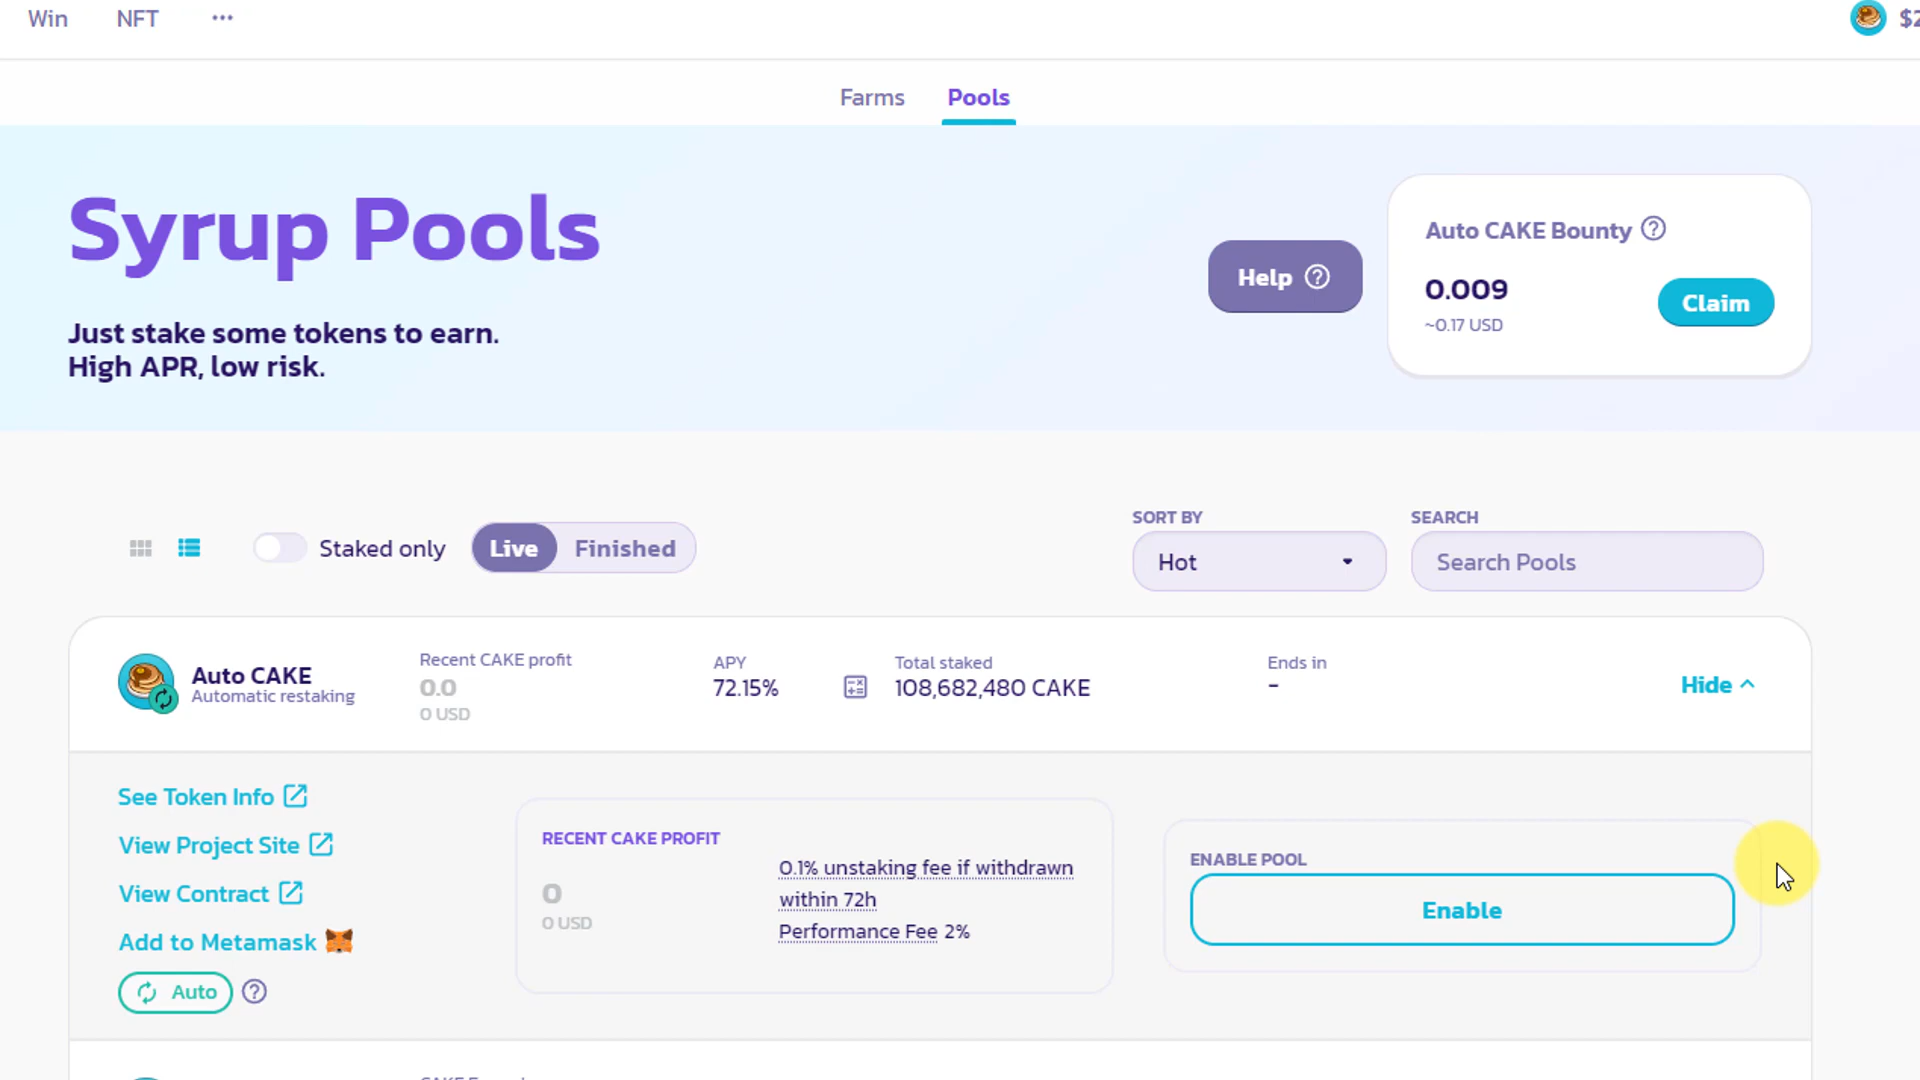 Win NFT ...
$2
Farms Pools
Syrup Pools
Just stake some tokens to earn.
High APR, low risk.
Help
Auto CAKE Bounty
0.009
~0.17 USD
Claim
Staked only
Live Finished
SORT BY
Hot
SEARCH
Search Pools
Auto CAKE
Automatic restaking
Recent CAKE profit
0.0
0 USD
APY
72.15%
Total staked
108,682,480 CAKE
Ends in
-
Hide
See Token Info
View Project Site
View Contract
Add to Metamask
Auto
RECENT CAKE PROFIT
0
0 USD
0.1% unstaking fee if withdrawn
within 72h
Performance Fee 2%
ENABLE POOL
Enable